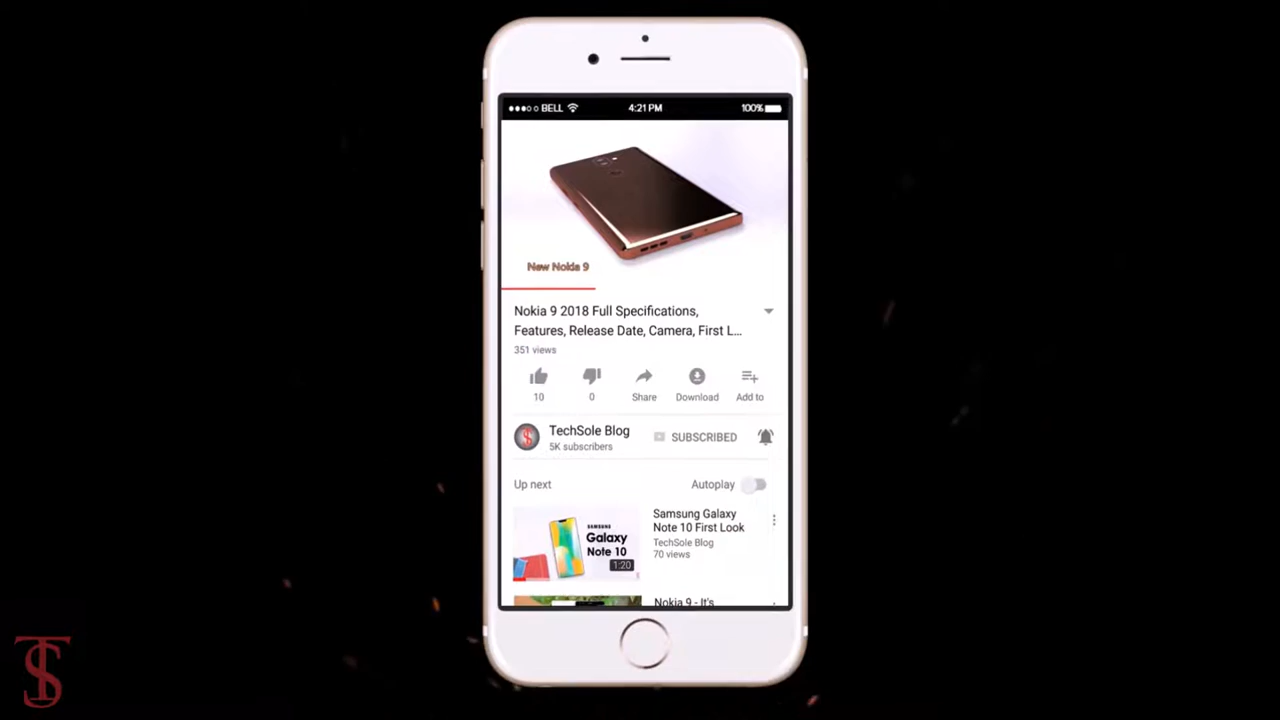 BELL
4:21 PM
100%
New Nokia 9
Nokia 9 2018 Full Specifications,
Features, Release Date, Camera, First L...
351 views
10
0
Share
Download
Add to
TechSole Blog
5K subscribers
SUBSCRIBED
Up next
Autoplay
SAMSUNG
Galaxy
Note 10
1:20
Samsung Galaxy
Note 10 First Look
TechSole Blog
70 views
Nokia 9 - It's
TS